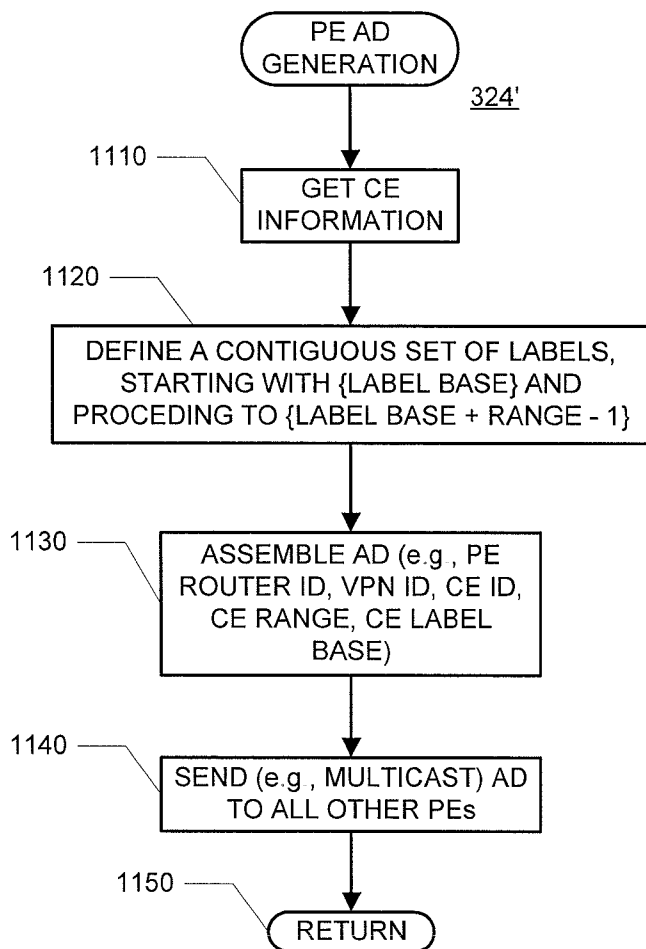 PE AD
GENERATION
324'
1110
GET CE
INFORMATION
1120
DEFINE A CONTIGUOUS SET OF LABELS,
STARTING WITH {LABEL BASE} AND
PROCEDING TO {LABEL BASE + RANGE - 1}
1130
ASSEMBLE AD (e.g., PE
ROUTER ID, VPN ID, CE ID,
CE RANGE, CE LABEL
BASE)
1140
SEND (e.g., MULTICAST) AD
TO ALL OTHER PEs
1150
RETURN